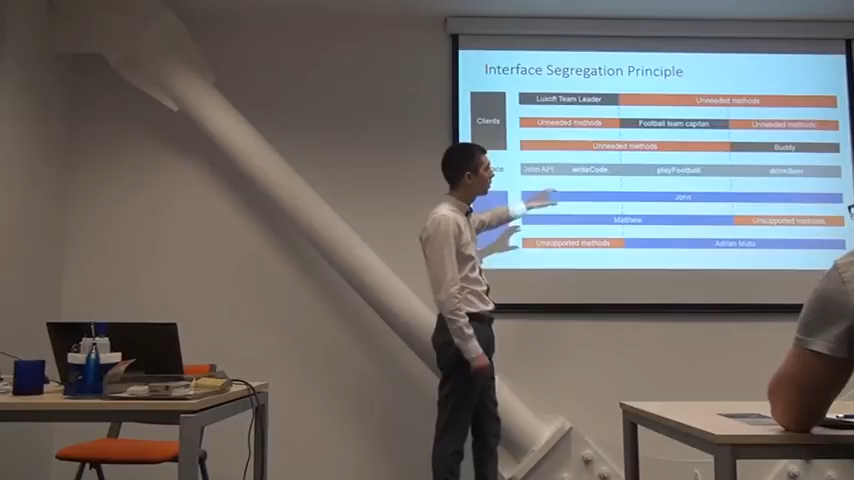 Interface Segregation Principle
Luxoft Team Leader Unneeded methods
Clients
Unneeded methods Football team capitan Unneeded methods
Unneeded methods Buddy
John API writeCode playFootball drinkBeer
John
Matthew Unsupported methods
Unsupported methods Adrian Mutu